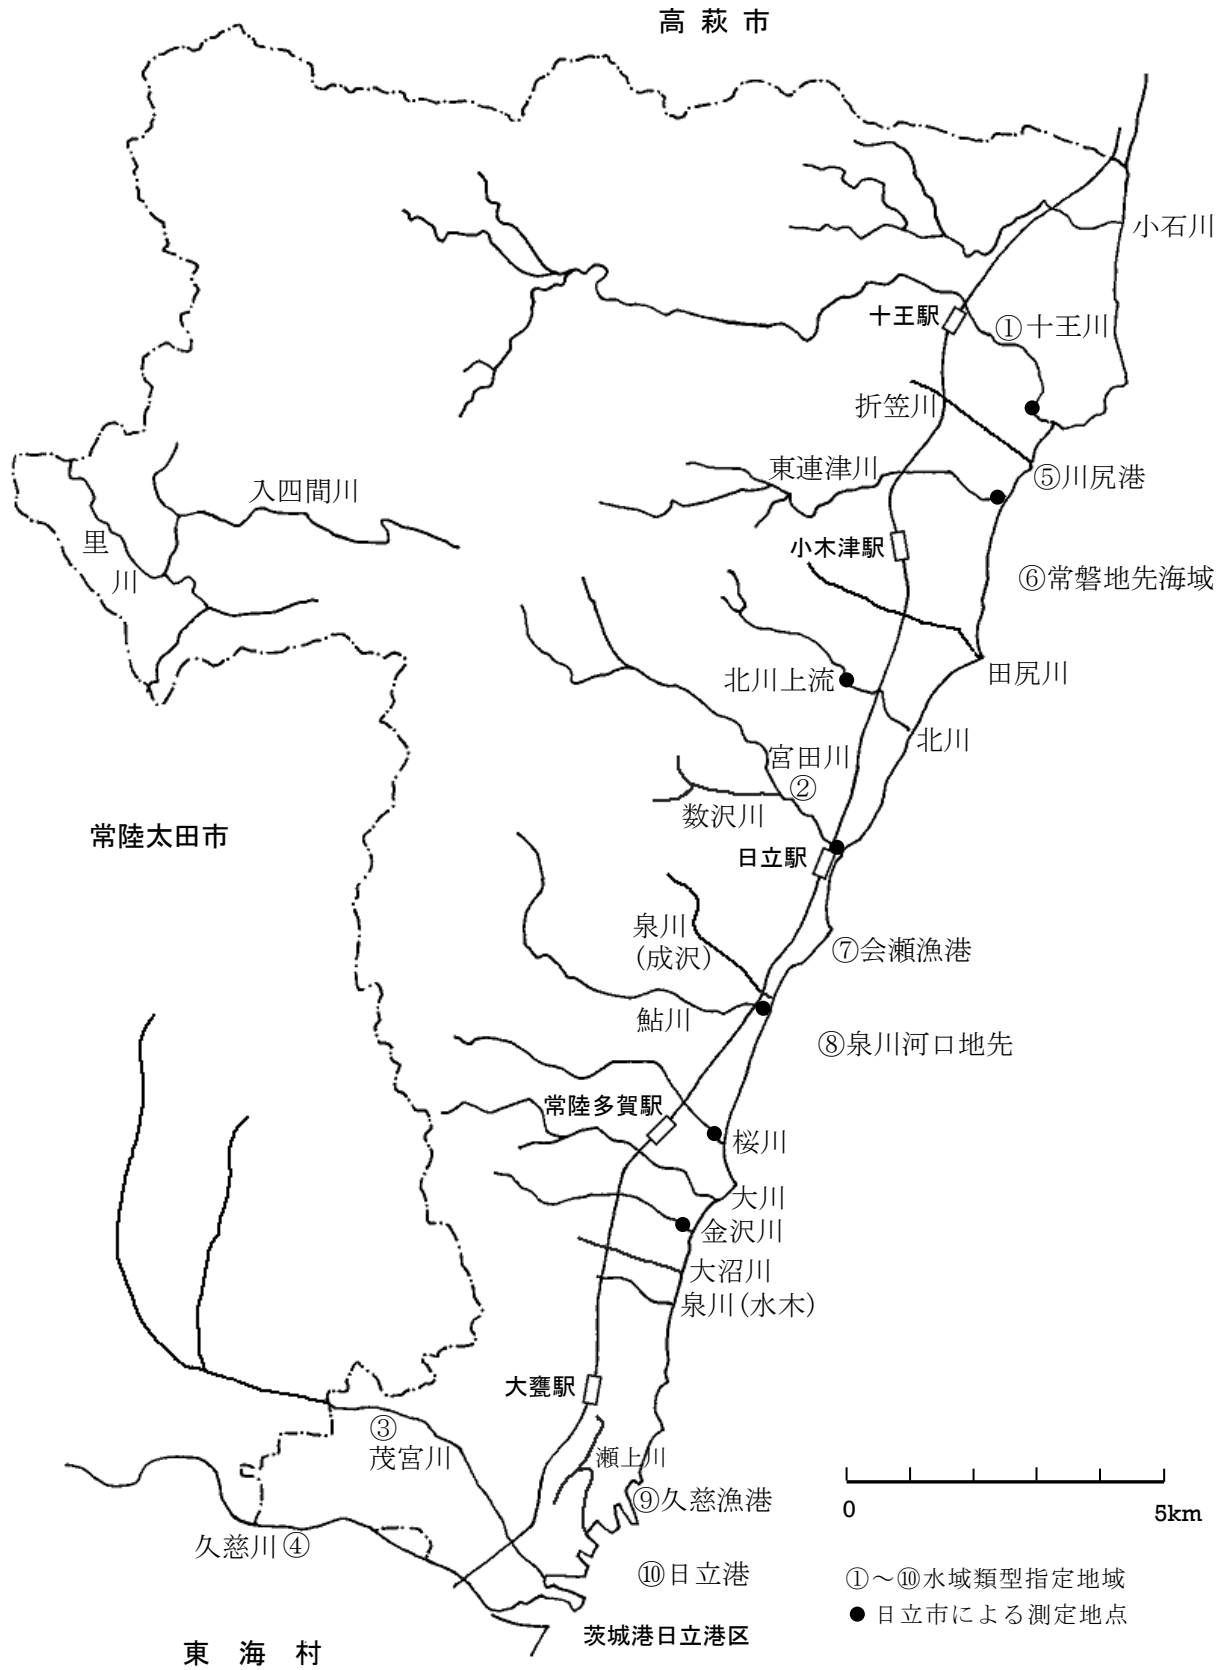 高萩市
小石川
十王駅
①十王川
折笠川
東連津川
⑤川尻港
入四間川
里
川
小木津駅
⑥常磐地先海域
北川上流
田尻川
北川
宮田川
②
数沢川
常陸太田市
日立駅
泉川
(成沢)
⑦会瀬漁港
鮎川
⑧泉川河口地先
常陸多賀駅
桜川
大川
金沢川
大沼川
泉川(水木)
大甕駅
③
茂宮川
瀬上川
⑨久慈漁港
0 5km
久慈川④
⑩日立港
①～⑩水域類型指定地域
●日立市による測定地点
茨城港日立港区
東海村